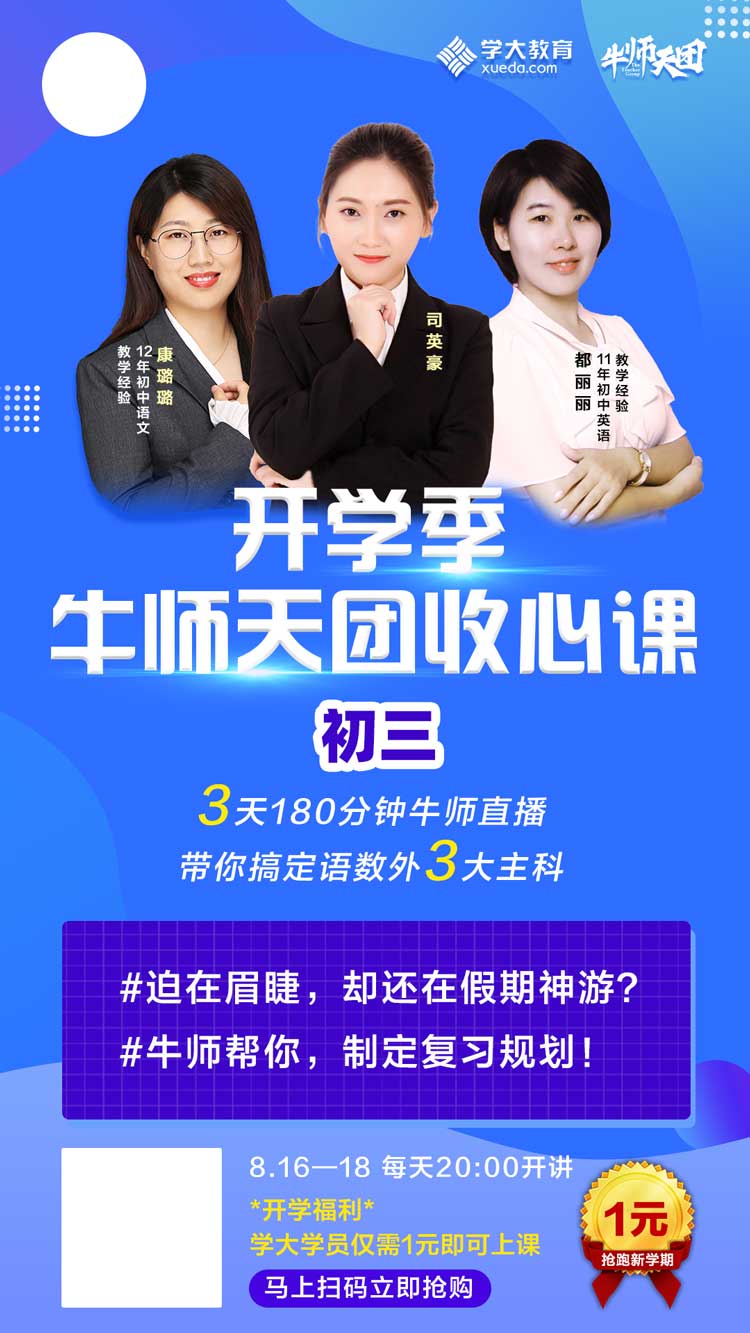 学大教育
xueda.com
牛师天团
The
Teacher
Group
康璐璐
12年初中语文
教学经验
司英豪
教学经验
11年初中英语
都丽丽
开学季
牛师天团收心课
初三
3天180分钟牛师直播
带你搞定语数外3大主科
#迫在眉睫，却还在假期神游？
#牛师帮你，制定复习规划！
8.16—18 每天20:00开讲
*开学福利*
学大学员仅需1元即可上课
马上扫码立即抢购
1元
抢跑新学期